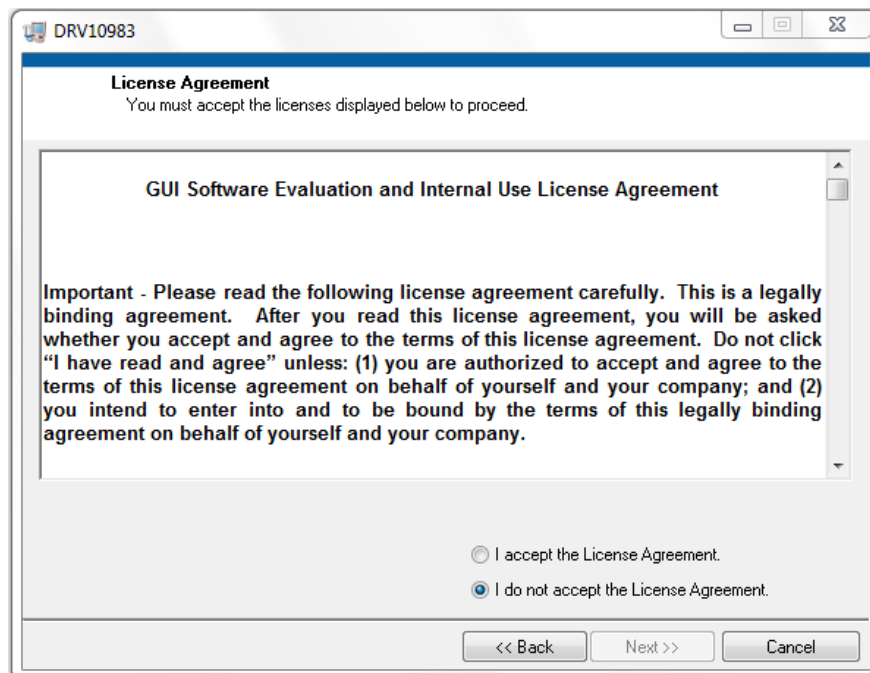 DRV10983
License Agreement
You must accept the licenses displayed below to proceed.
GUI Software Evaluation and Internal Use License Agreement
Important - Please read the following license agreement carefully.  This is a legally
binding agreement.  After you read this license agreement, you will be asked
whether you accept and agree to the terms of this license agreement.  Do not click
“I have read and agree” unless: (1) you are authorized to accept and agree to the
terms of this license agreement on behalf of yourself and your company; and (2)
you intend to enter into and to be bound by the terms of this legally binding
agreement on behalf of yourself and your company.
I accept the License Agreement.
I do not accept the License Agreement.
<< Back Next >> Cancel